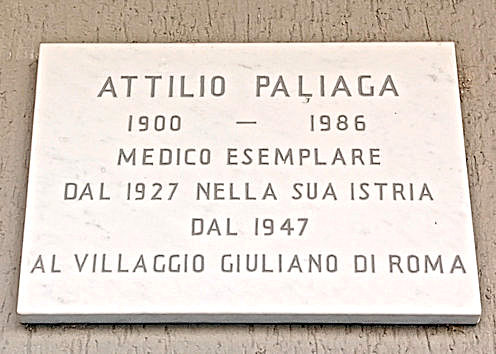 ATTILIO PALIAGA
1900 — 1986
MEDICO ESEMPLARE
DAL 1927 NELLA SUA ISTRIA
DAL 1947
AL VILLAGGIO GIULIANO DI ROMA